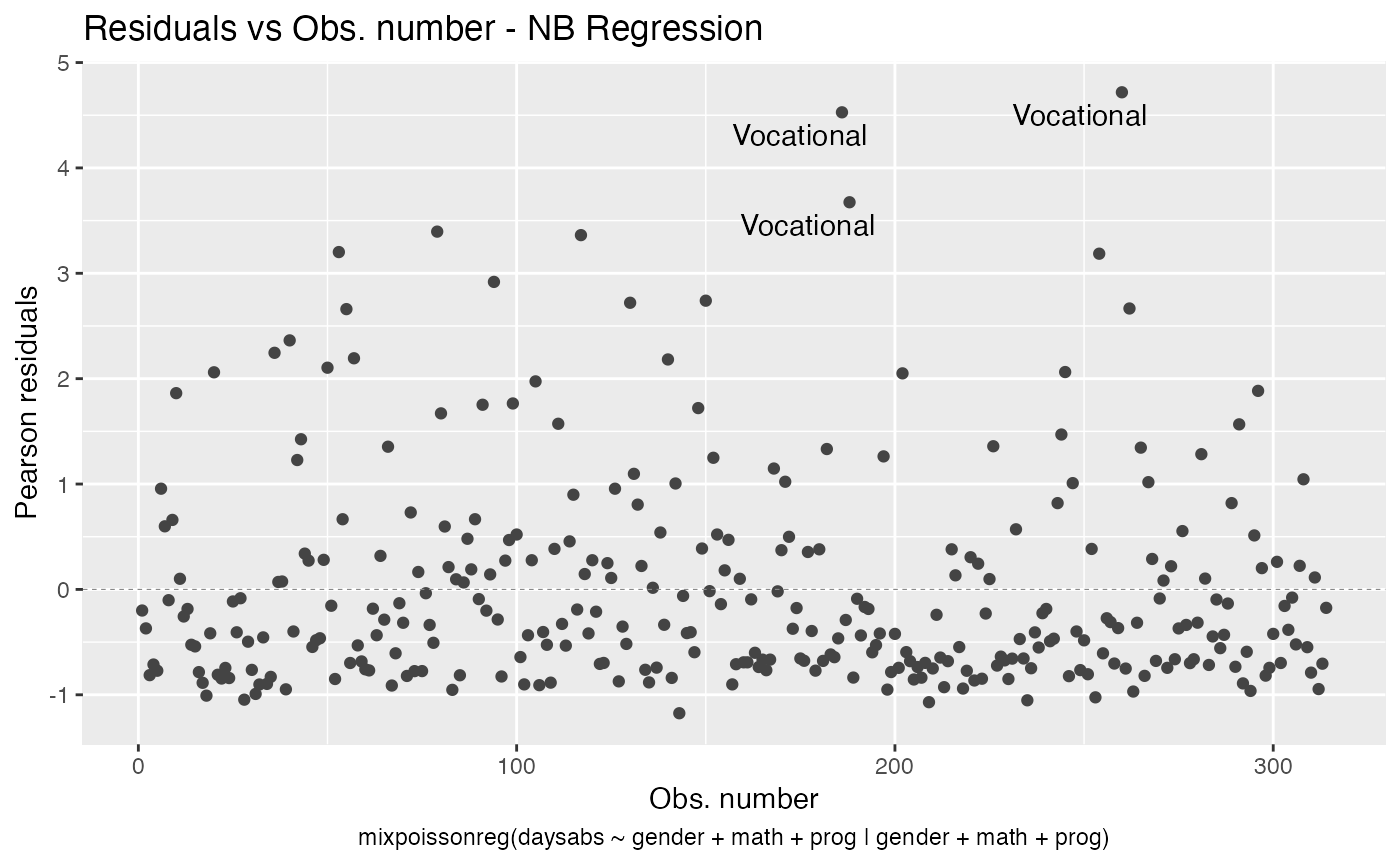 Residuals vs Obs. number - NB Regression
5
4
3
2
1
0
-1
Pearson residuals
Vocational
Vocational
Vocational
0
100
200
300
Obs. number
mixpoissonreg(daysabs ~ gender + math + prog | gender + math + prog)